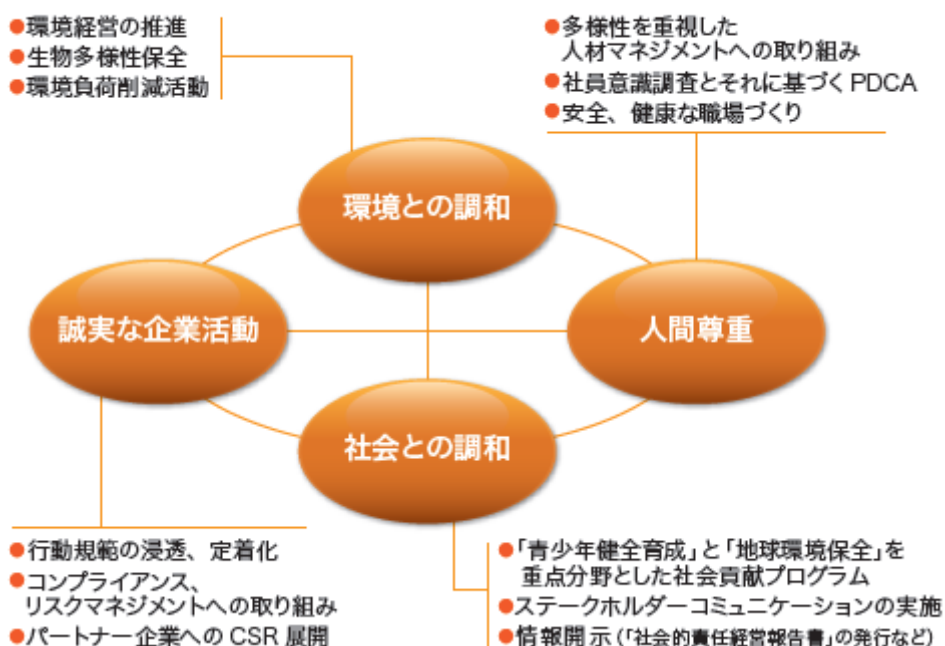 ●環境経営の推進
●生物多様性保全
●環境負荷削減活動
●多様性を重視した
人材マネジメントへの取り組み
●社員意識調査とそれに基づくPDCA
●安全、健康な職場づくり
環境との調和
誠実な企業活動
人間尊重
社会との調和
●行動規範の浸透、定着化
●コンプライアンス、
リスクマネジメントへの取り組み
●パートナー企業へのCSR展開
●「青少年健全育成」と「地球環境保全」を
重点分野とした社会貢献プログラム
●ステークホルダーコミュニケーションの実施
●情報開示(「社会的責任経営報告書」の発行など)